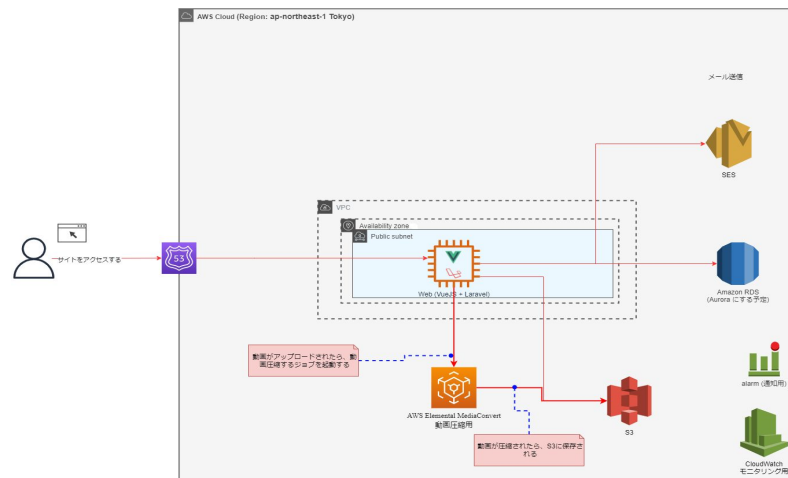 AWS Cloud (Region: ap-northeast-1 Tokyo)
メール送信
SES
VPC
Availability zone
Public subnet
サイトをアクセスする
53
Web (VueJS + Laravel)
Amazon RDS
(Aurora にする予定)
動画がアップロードされたら、動
画圧縮するジョブを起動する
alarm (通知用)
AWS Elemental MediaConvert
動画圧縮用
S3
動画が圧縮されたら、S3に保存さ
れる
CloudWatch
モニタリング用